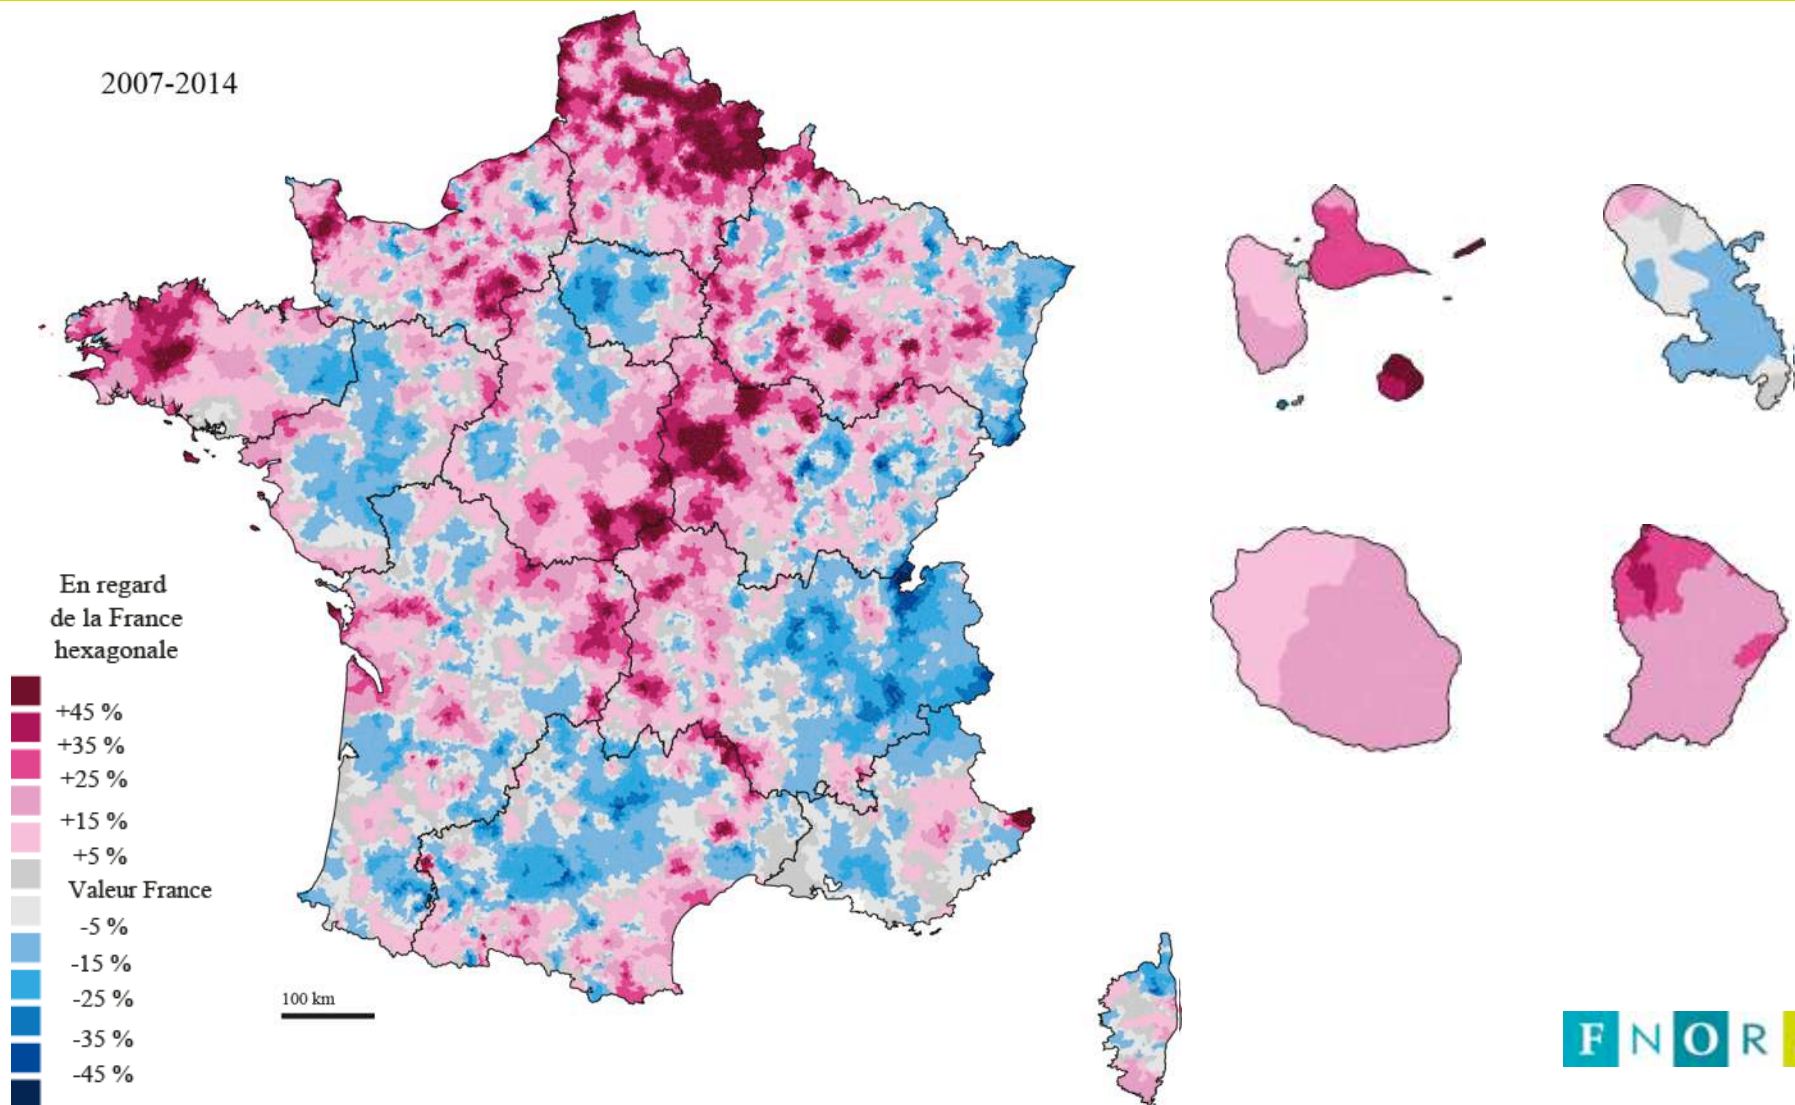 2007-2014
En regard
de la France
hexagonale
+45 %
+35 %
+25 %
+15 %
+5 %
Valeur France
-5 %
-15 %
-25 %
-35 %
-45 %
100 km
FNOR